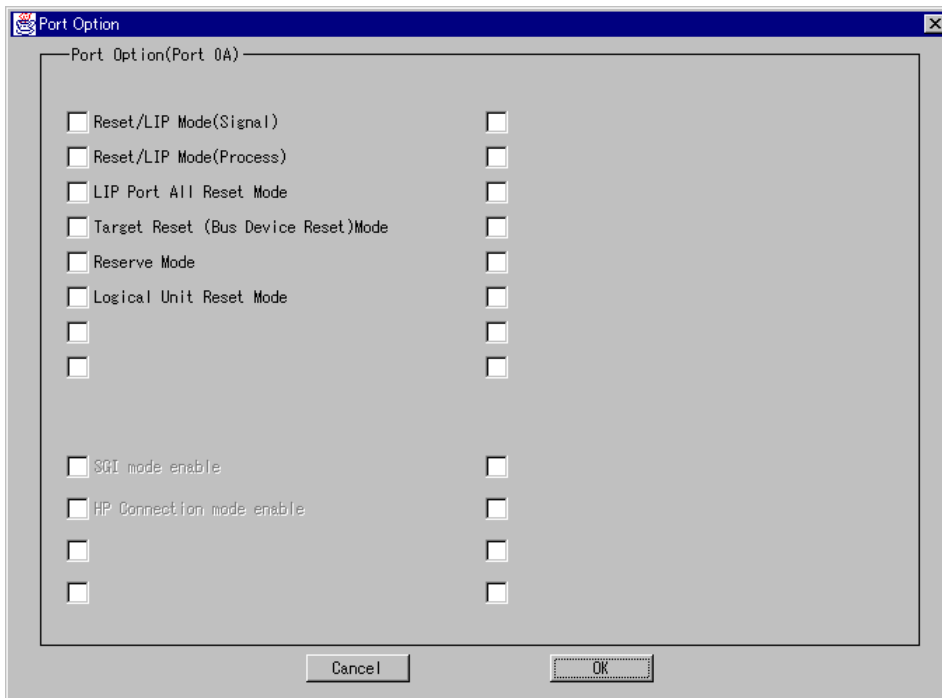 Port Option
Port Option(Port 0A)
Reset/LIP Mode(Signal)
Reset/LIP Mode(Process)
LIP Port All Reset Mode
Target Reset (Bus Device Reset)Mode
Reserve Mode
Logical Unit Reset Mode
SGI mode enable
HP Connection mode enable
Cancel
OK